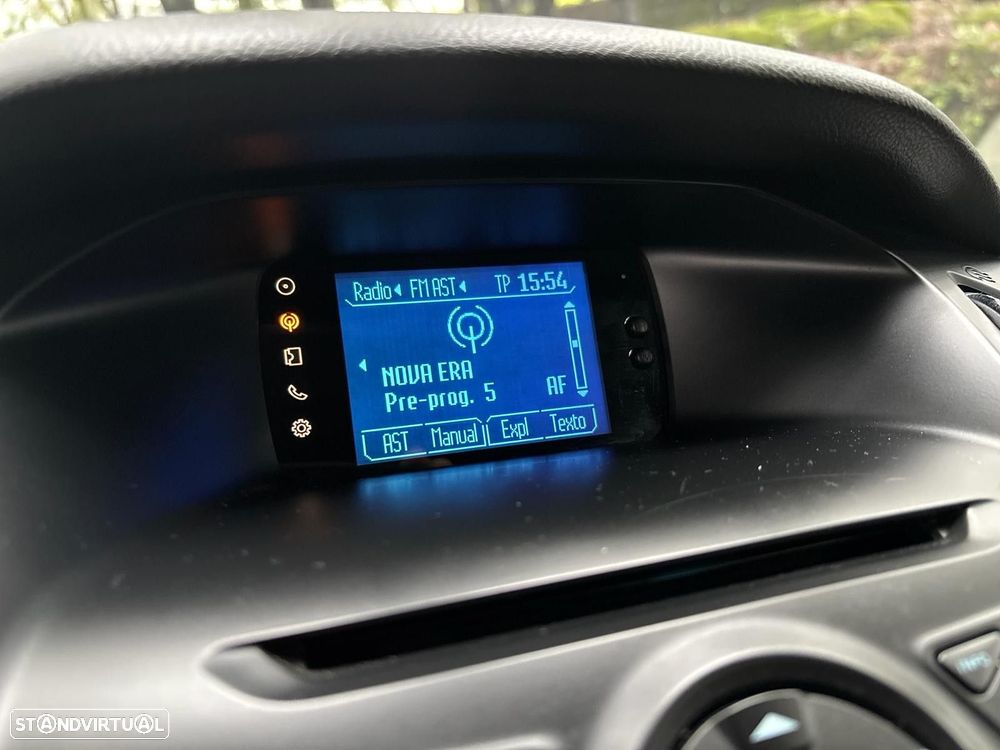 Radio FM AST TP 15:54
NOVA ERA
Pre-prog. 5 AF
AST Manual Expl Texto
STANDVIRTUAL